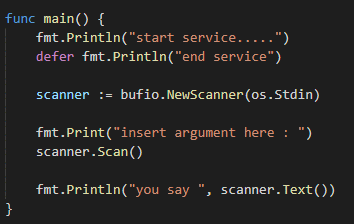 func main() {
    fmt.Println("start service.....")
    defer fmt.Println("end service")
    scanner := bufio.NewScanner(os.Stdin)
    fmt.Print("insert argument here : ")
    scanner.Scan()
    fmt.Println("you say ", scanner.Text())
}